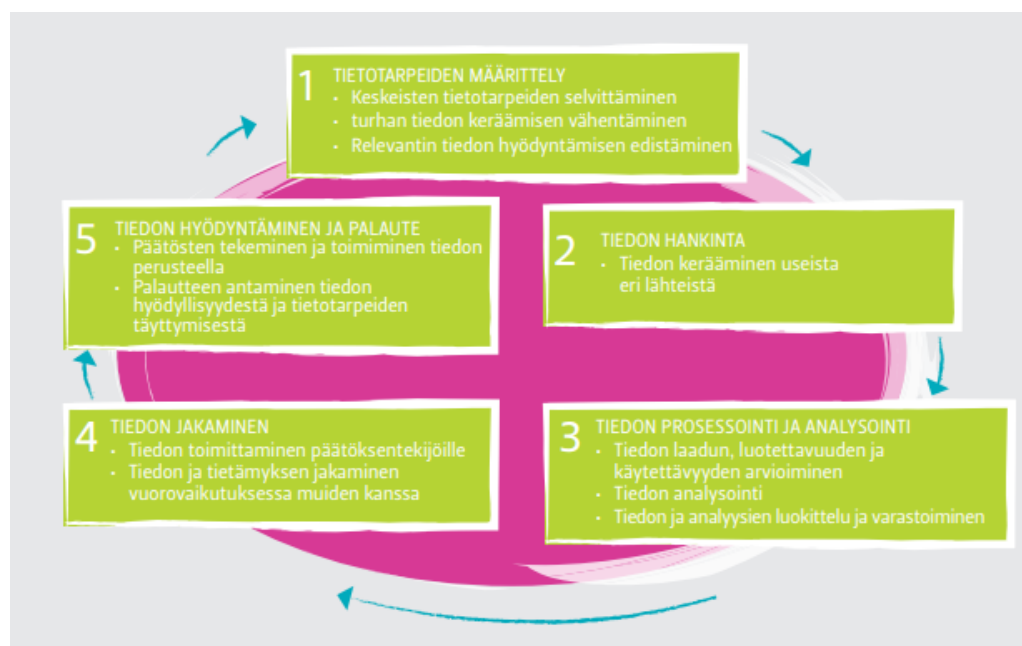 1
TIETOTARPEIDEN MÄÄRITTELY
• Keskeisten tietotarpeiden selvittäminen
• turhan tiedon keräämisen vähentäminen
• Relevantin tiedon hyödyntämisen edistäminen
2
TIEDON HANKINTA
• Tiedon kerääminen useista
eri lähteistä
3
TIEDON PROSESSOINTI JA ANALYSOINTI
• Tiedon laadun, luotettavuuden ja
käytettävyyden arvioiminen
• Tiedon analysointi
• Tiedon ja analyysien luokittelu ja varastoiminen
4
TIEDON JAKAMINEN
• Tiedon toimittaminen päätöksentekijöille
• Tiedon ja tietämyksen jakaminen
vuorovaikutuksessa muiden kanssa
5
TIEDON HYÖDYNTÄMINEN JA PALAUTE
• Päätösten tekeminen ja toimiminen tiedon
perusteella
• Palautteen antaminen tiedon
hyödyllisyydestä ja tietotarpeiden
täyttymisestä